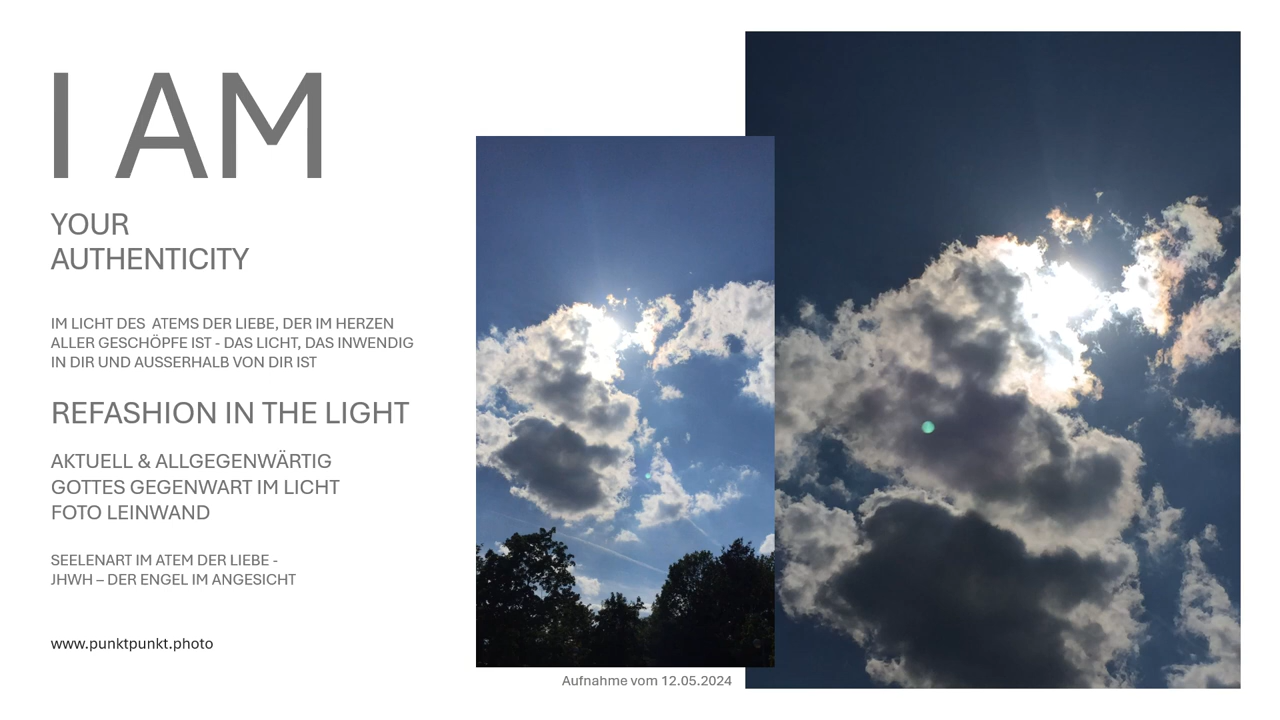 I AM
YOUR
AUTHENTICITY
IM LICHT DES  ATEMS DER LIEBE, DER IM HERZEN
ALLER GESCHÖPFE IST - DAS LICHT, DAS INWENDIG
IN DIR UND AUSSERHALB VON DIR IST
REFASHION IN THE LIGHT
AKTUELL & ALLGEGENWÄRTIG
GOTTES GEGENWART IM LICHT
FOTO LEINWAND
SEELENART IM ATEM DER LIEBE -
JHWH – DER ENGEL IM ANGESICHT
www.punktpunkt.photo
Aufnahme vom 12.05.2024